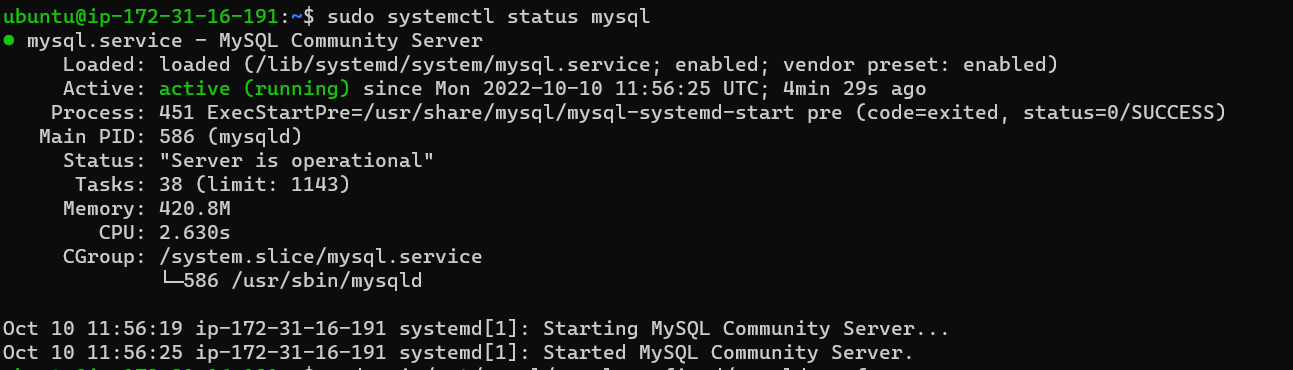 ubuntu@ip-172-31-16-191:~$ sudo systemctl status mysql
● mysql.service - MySQL Community Server
     Loaded: loaded (/lib/systemd/system/mysql.service; enabled; vendor preset: enabled)
     Active: active (running) since Mon 2022-10-10 11:56:25 UTC; 4min 29s ago
    Process: 451 ExecStartPre=/usr/share/mysql/mysql-systemd-start pre (code=exited, status=0/SUCCESS)
   Main PID: 586 (mysqld)
     Status: "Server is operational"
      Tasks: 38 (limit: 1143)
     Memory: 420.8M
        CPU: 2.630s
     CGroup: /system.slice/mysql.service
             └─586 /usr/sbin/mysqld

Oct 10 11:56:19 ip-172-31-16-191 systemd[1]: Starting MySQL Community Server...
Oct 10 11:56:25 ip-172-31-16-191 systemd[1]: Started MySQL Community Server.